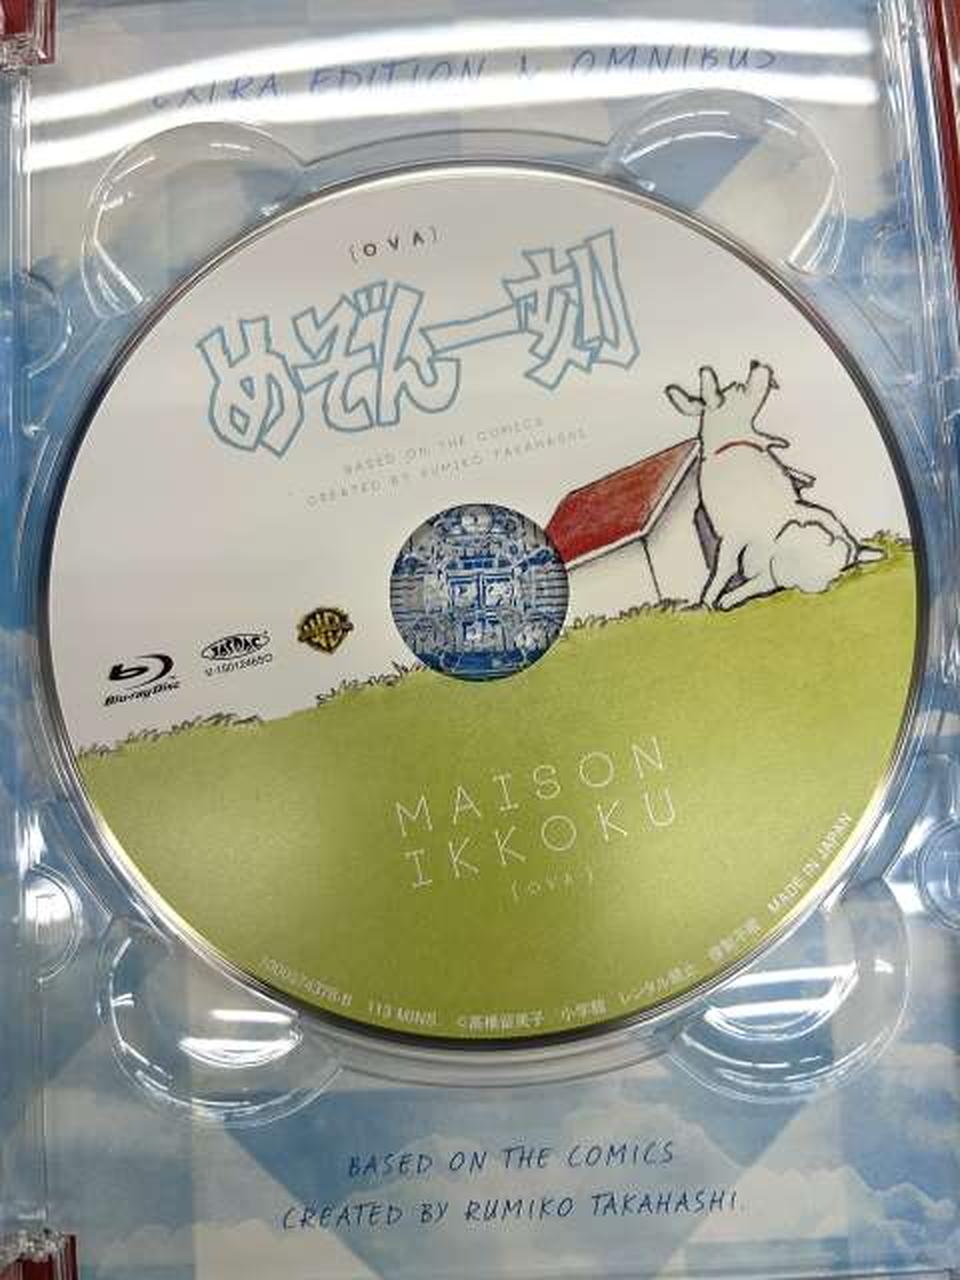 EXTRA EDITION & OMNIBUS
[OVA]
めぞん一刻
BASED ON THE COMICS
CREATED BY RUMIKO TAKAHASHI
Blu-ray Disc
JASRAC
MAISON
IKKOKU
[OVA]
113 MINS. ©高橋留美子 小学館 レンタル禁止 複製不能 MADE IN JAPAN
BASED ON THE COMICS
CREATED BY RUMIKO TAKAHASHI.